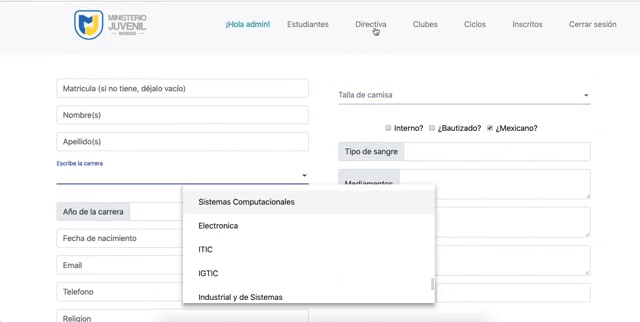 MINISTERIO
JUVENIL
DOQUOS
¡Hola admin!
Estudiantes
Directiva
Clubes
Ciclos
Inscritos
Cerrar sesión
Matricula (si no tiene, déjalo vacío)
Nombre(s)
Apellido(s)
Escribe la carrera
Sistemas Computacionales
Electronica
ITIC
IGTIC
Industrial y de Sistemas
Año de la carrera
Fecha de nacimiento
Email
Telefono
Religion
Talla de camisa
Interno? ¿Bautizado? ¿Mexicano?
Tipo de sangre
Medicamentos